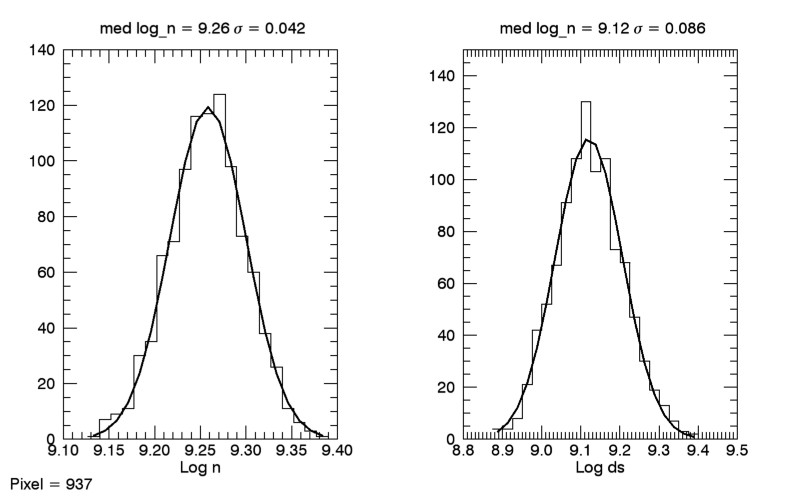 med log_n = 9.26 σ = 0.042
140
120
100
80
60
40
20
0
9.10 9.15 9.20 9.25 9.30 9.35 9.40
Log n
med log_n = 9.12 σ = 0.086
140
120
100
80
60
40
20
0
8.8 8.9 9.0 9.1 9.2 9.3 9.4 9.5
Log ds
Pixel = 937